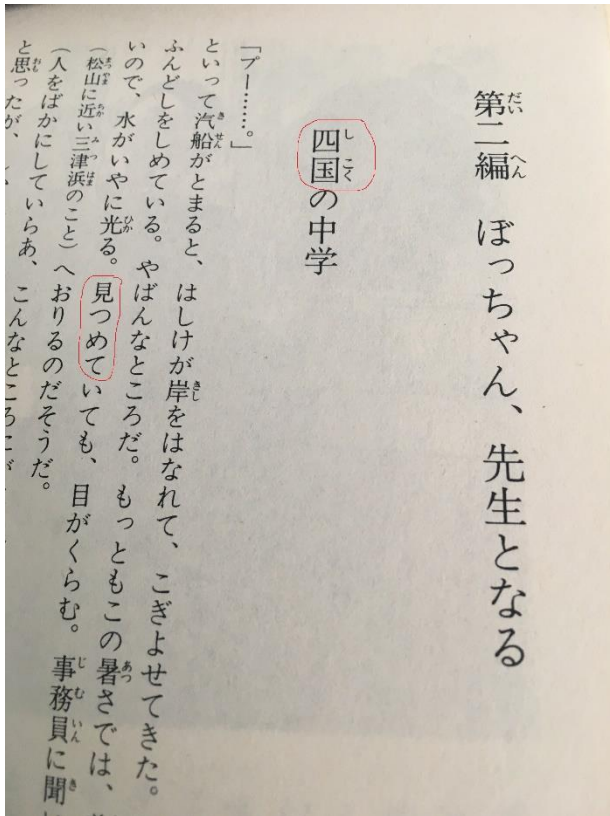 第二編　ぼっちゃん、先生となる
四国の中学
「プー……。」
といって汽船がとまると、はしけが岸をはなれて、こぎよせてきた。
ふんどしをしめている。やばんなところだ。もっともこの暑さでは、
いので、水がいやに光る。見つめていても、目がくらむ。事務員に聞
（松山に近い三津浜のこと）へおりるのだそうだ。
（人をばかにしていらあ、こんなところに
と思ったが、